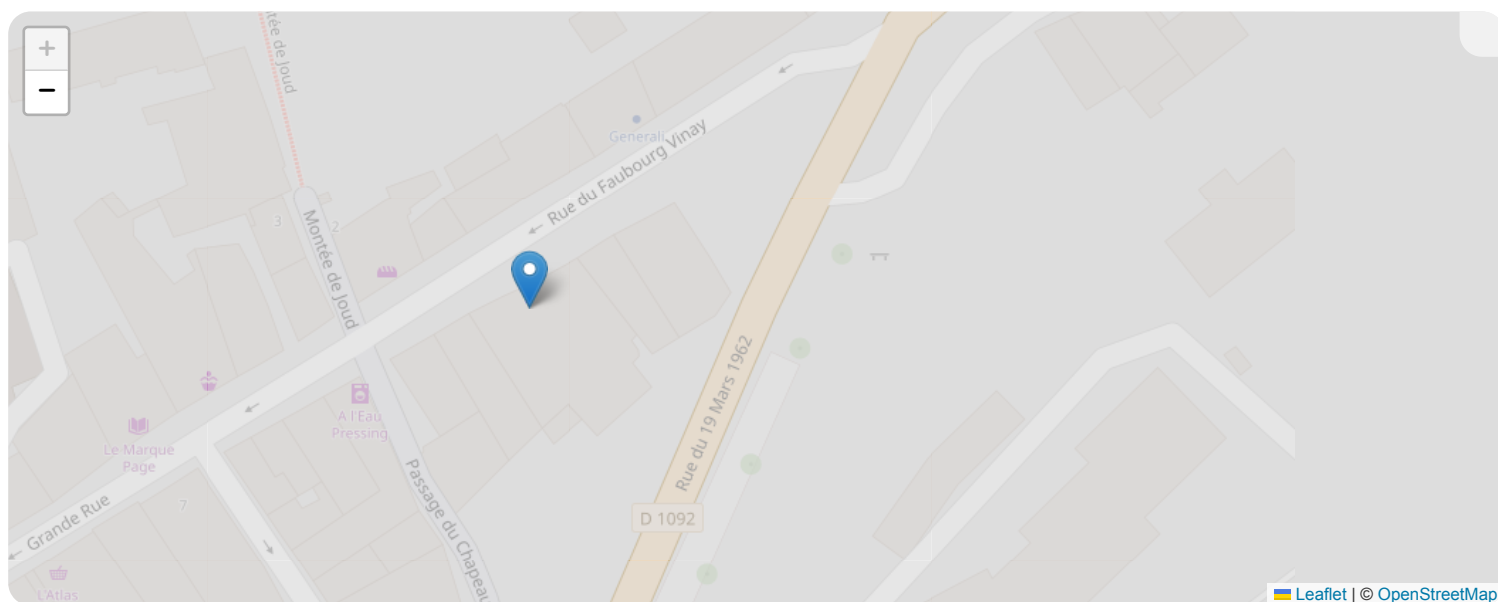 +
−
ntée de Joud
Generali
Rue du Faubourg Vinay
3
2
Montée de Joud
A l'Eau
Pressing
Le Marque
Page
Rue du 19 Mars 1962
Passage du Chapeau
7
Grande Rue
D 1092
L'Atlas
Leaflet | © OpenStreetMap